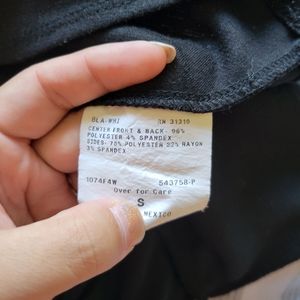 BLA-WHI RN 31310
CENTER FRONT & BACK: 96%
POLYESTER 4% SPANDEX
SIDES: 75% POLYESTER 22% RAYON
3% SPANDEX
1074F4W 543758-P
Over for Care
S
MEXICO